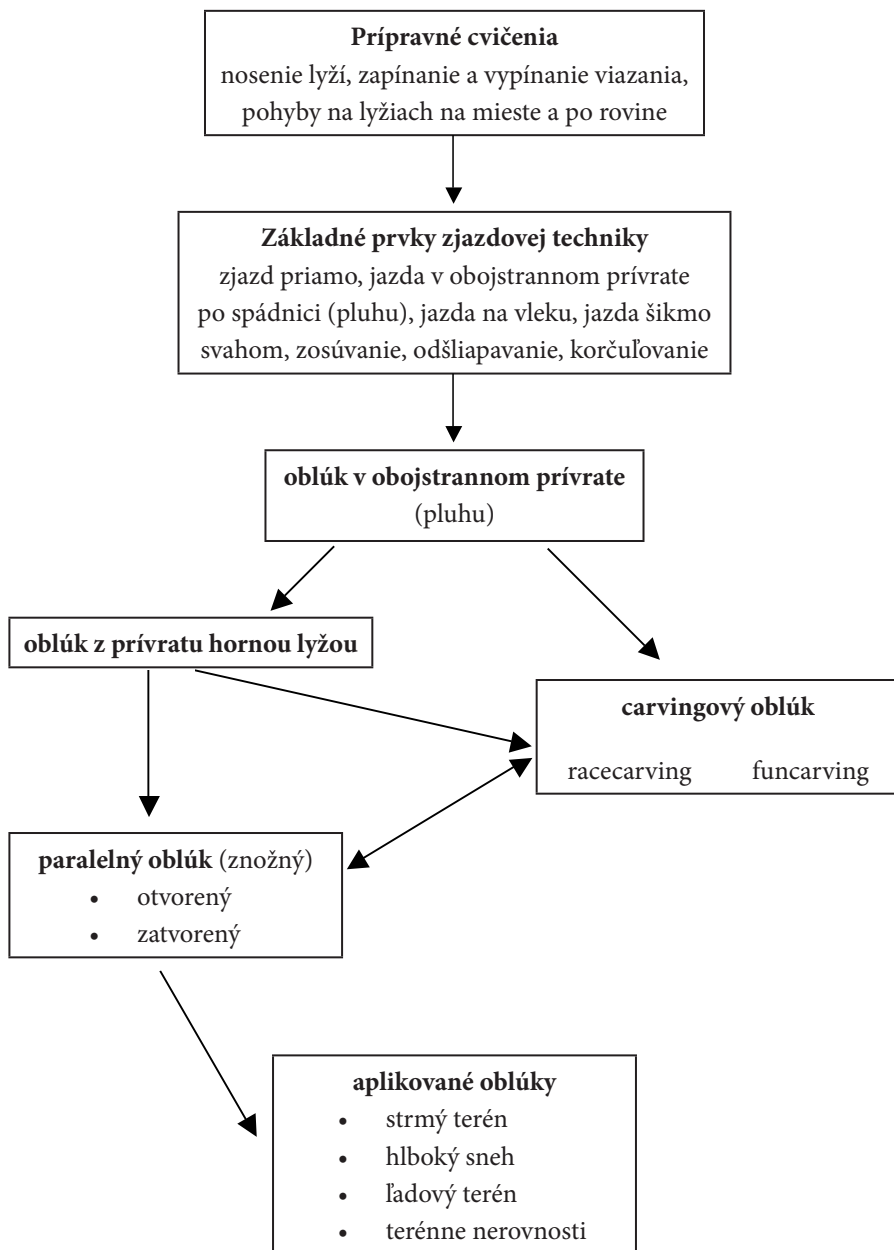 Prípravné cvičenia
nosenie lyží, zapínanie a vypínanie viazania,
pohyby na lyžiach na mieste a po rovine
Základné prvky zjazdovej techniky
zjazd priamo, jazda v obojstrannom prívrate
po spádnici (pluhu), jazda na vleku, jazda šikmo
svahom, zosúvanie, odšliapavanie, korčuľovanie
oblúk v obojstrannom prívrate
(pluhu)
oblúk z prívratu hornou lyžou
carvingový oblúk
racecarving funcarving
paralelný oblúk (znožný)
• otvorený
• zatvorený
aplikované oblúky
• strmý terén
• hlboký sneh
• ľadový terén
• terénne nerovnosti